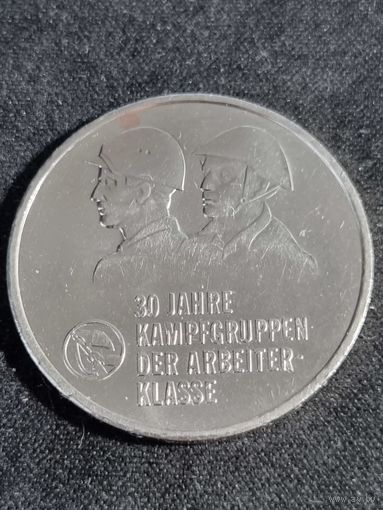 30 JAHRE
KAMPFGRUPPEN
DER ARBEITER-
KLASSE